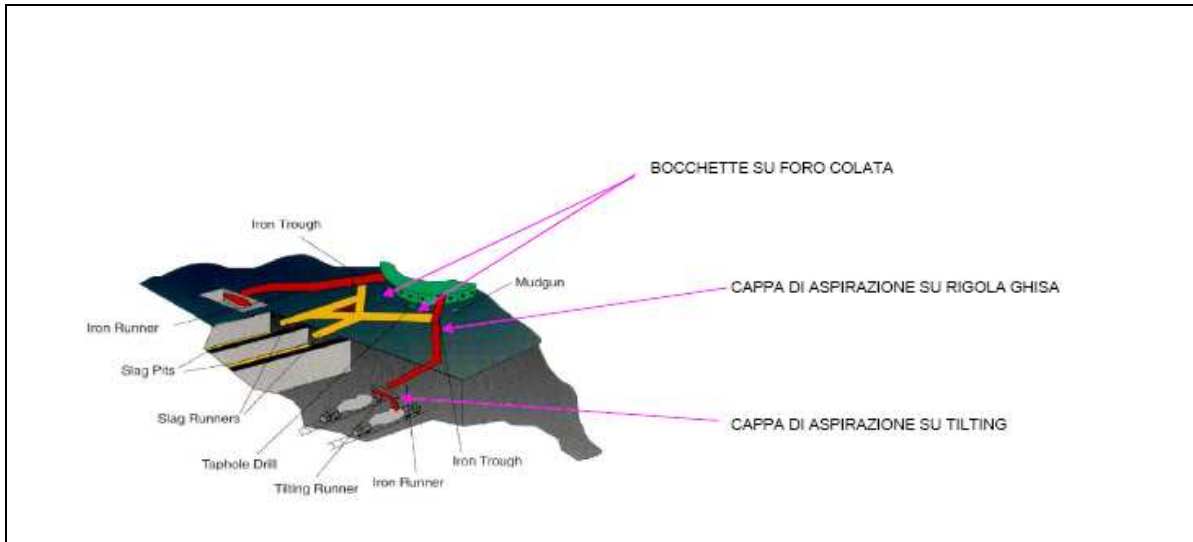 BOCCHETTE SU FORO COLATA
Iron Trough
Mudgun
CAPPA DI ASPIRAZIONE SU RIGOLA GHISA
Iron Runner
Slag Pits
Slag Runners
CAPPA DI ASPIRAZIONE SU TILTING
Taphole Drill
Iron Trough
Tilting Runner
Iron Runner